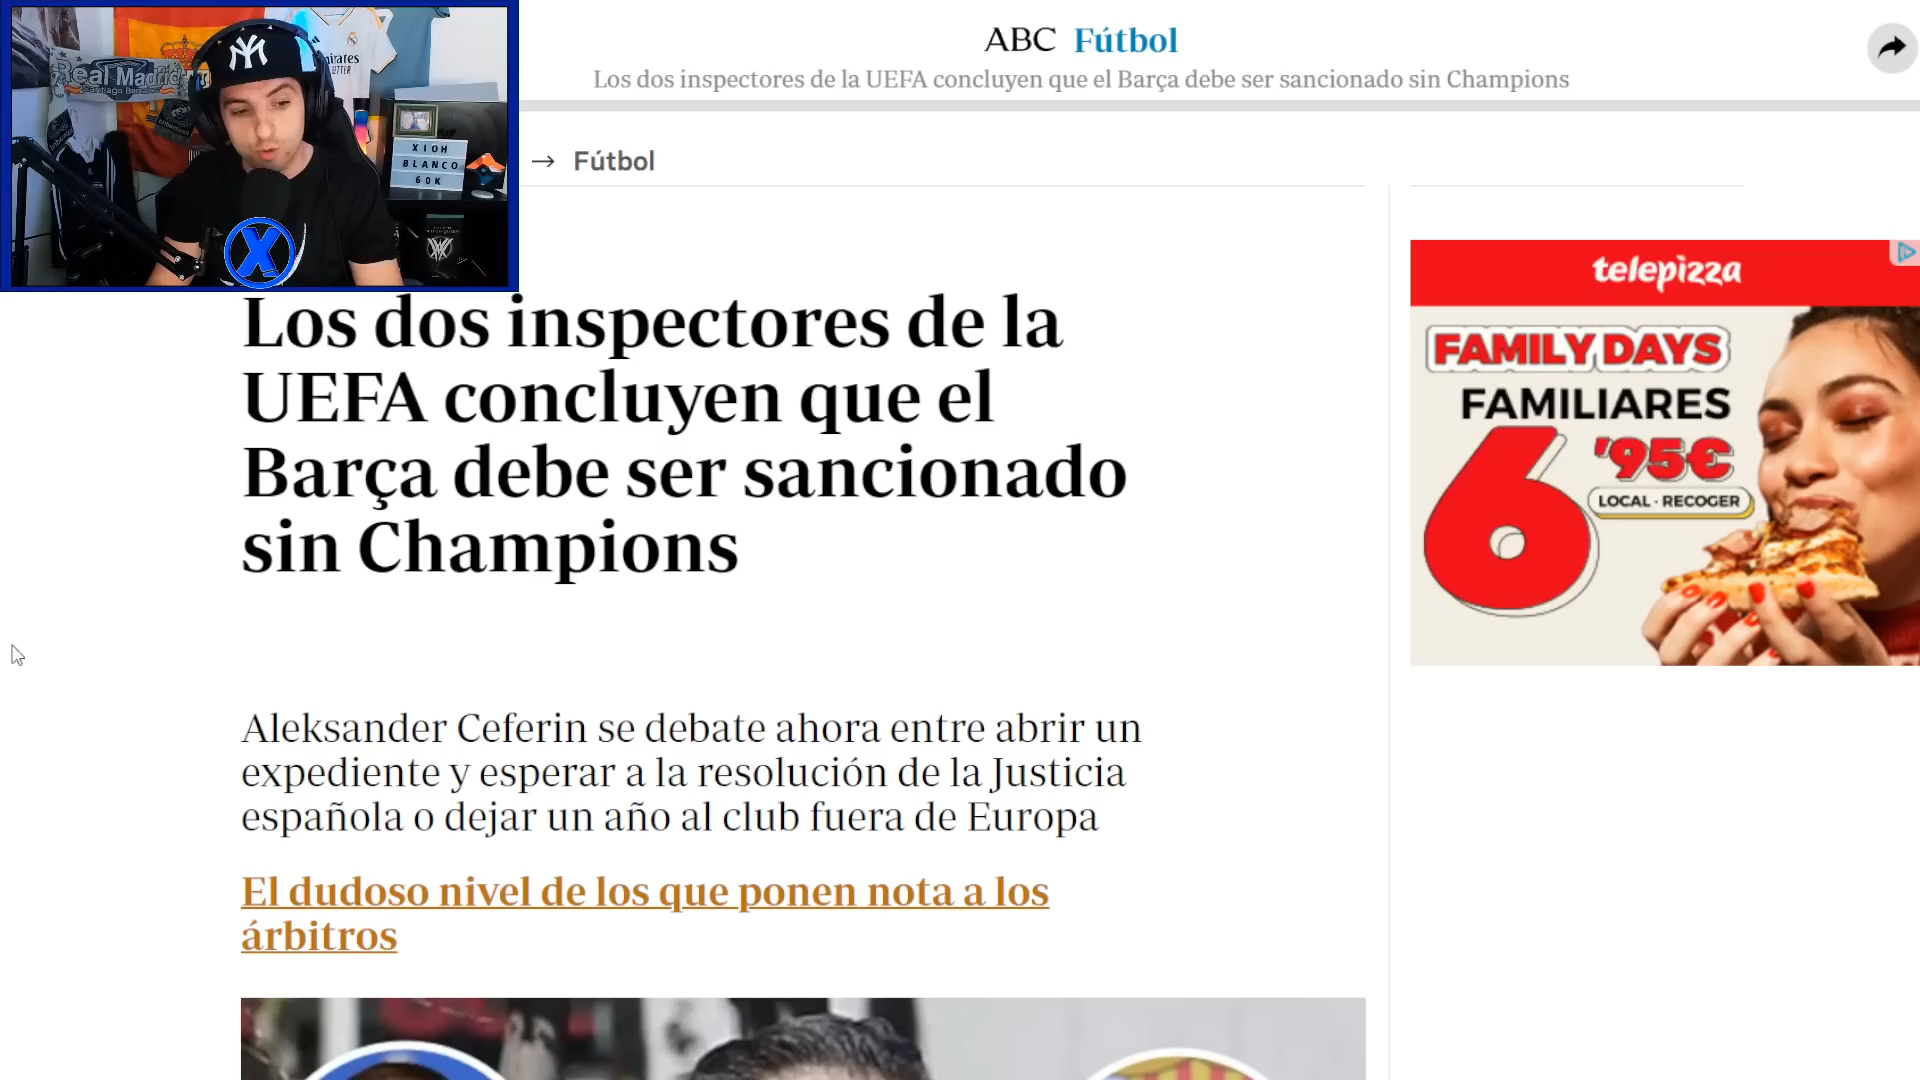 ABC Fútbol
Los dos inspectores de la UEFA concluyen que el Barça debe ser sancionado sin Champions
→ Fútbol
Real Madrid
Santiago
XIOH
BLANCO
60K
X
Los dos inspectores de la
UEFA concluyen que el
Barça debe ser sancionado
sin Champions
Aleksander Ceferin se debate ahora entre abrir un
expediente y esperar a la resolución de la Justicia
española o dejar un año al club fuera de Europa
El dudoso nivel de los que ponen nota a los
árbitros
telepizza
FAMILY DAYS
FAMILIARES
6'95€
LOCAL · RECOGER